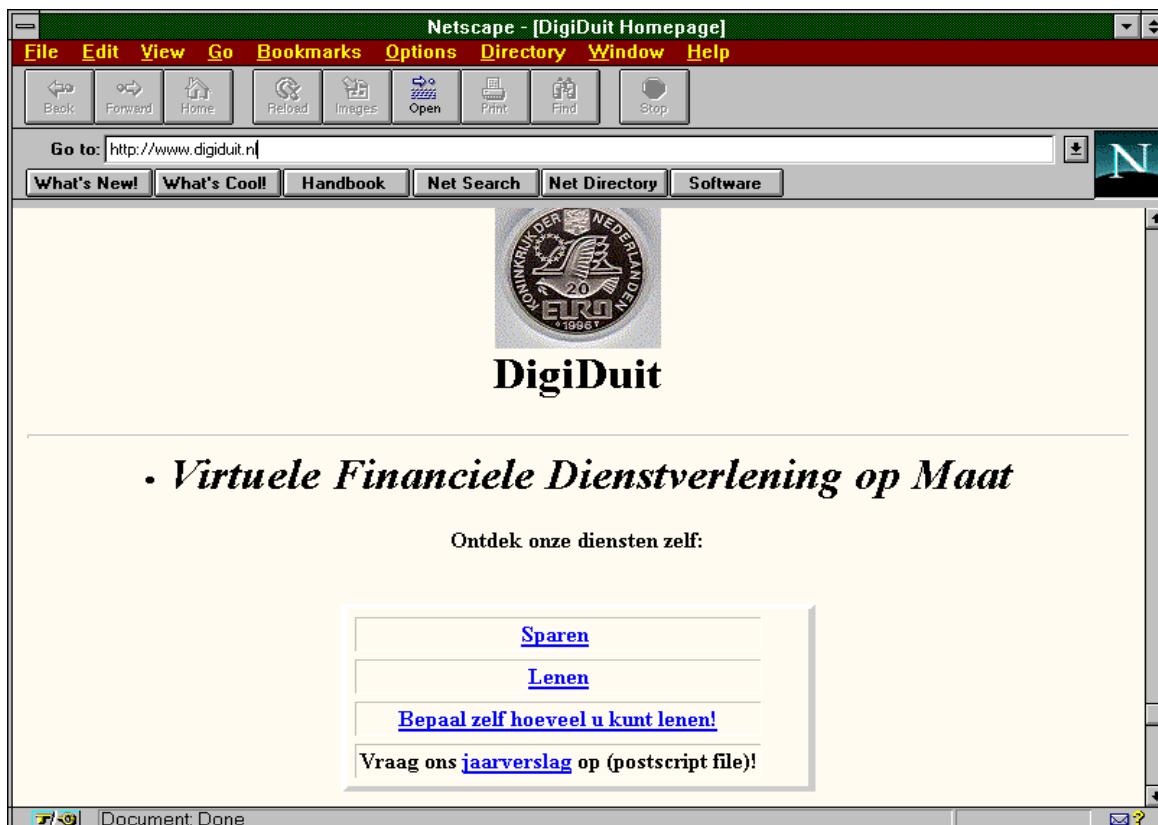 Netscape - [DigiDuit Homepage]
File Edit View Go Bookmarks Options Directory Window Help
Back Forward Home Reload Images Open Print Find Stop
Go to: http://www.digiduit.nl
N
What's New! What's Cool! Handbook Net Search Net Directory Software
KONINKRIJK DER NEDERLANDEN
20
EURO
1996
DigiDuit
• Virtuele Financiele Dienstverlening op Maat
Ontdek onze diensten zelf:
Sparen
Lenen
Bepaal zelf hoeveel u kunt lenen!
Vraag ons jaarverslag op (postscript file)!
Document: Done